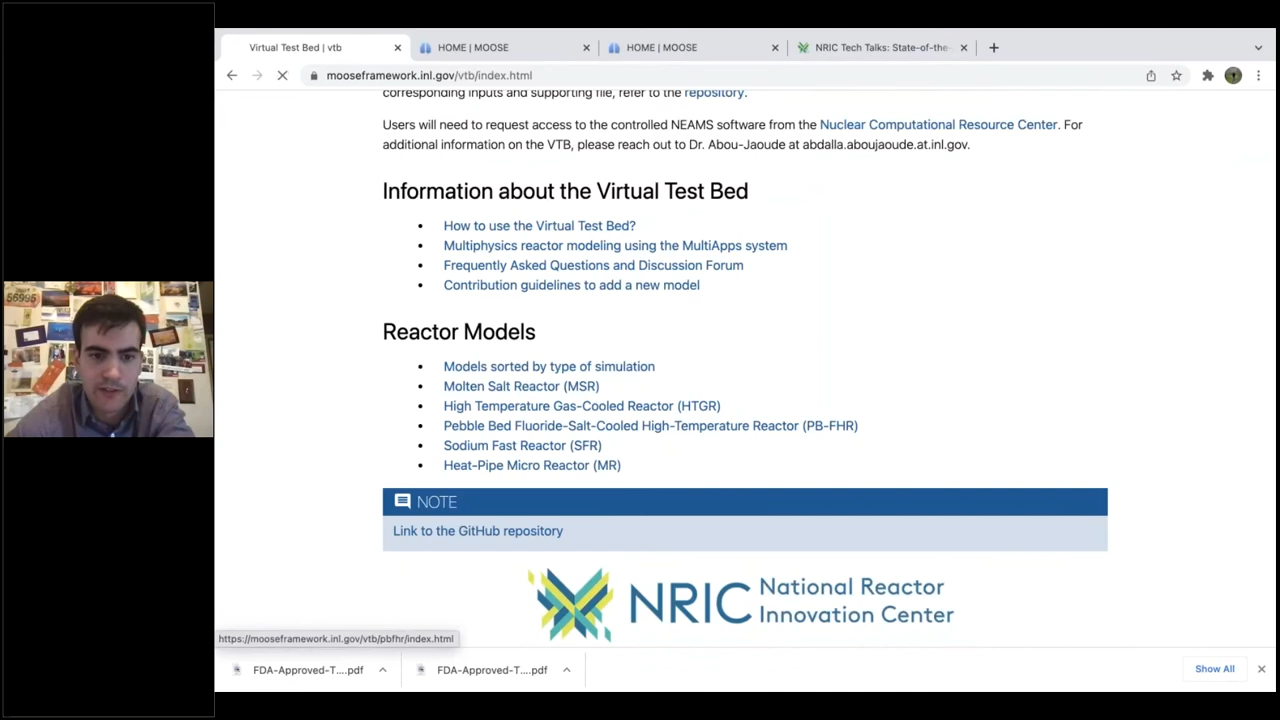 Virtual Test Bed | vtb
HOME | MOOSE
HOME | MOOSE
NRIC Tech Talks: State-of-the-
mooseframework.inl.gov/vtb/index.html
corresponding inputs and supporting file, refer to the repository.
Users will need to request access to the controlled NEAMS software from the Nuclear Computational Resource Center. For
additional information on the VTB, please reach out to Dr. Abou-Jaoude at abdalla.aboujaoude.at.inl.gov.
Information about the Virtual Test Bed
• How to use the Virtual Test Bed?
• Multiphysics reactor modeling using the MultiApps system
• Frequently Asked Questions and Discussion Forum
• Contribution guidelines to add a new model
Reactor Models
• Models sorted by type of simulation
• Molten Salt Reactor (MSR)
• High Temperature Gas-Cooled Reactor (HTGR)
• Pebble Bed Fluoride-Salt-Cooled High-Temperature Reactor (PB-FHR)
• Sodium Fast Reactor (SFR)
• Heat-Pipe Micro Reactor (MR)
NOTE
Link to the GitHub repository
NRIC National Reactor
Innovation Center
https://mooseframework.inl.gov/vtb/pbfhr/index.html
FDA-Approved-T....pdf
FDA-Approved-T....pdf
Show All
56995